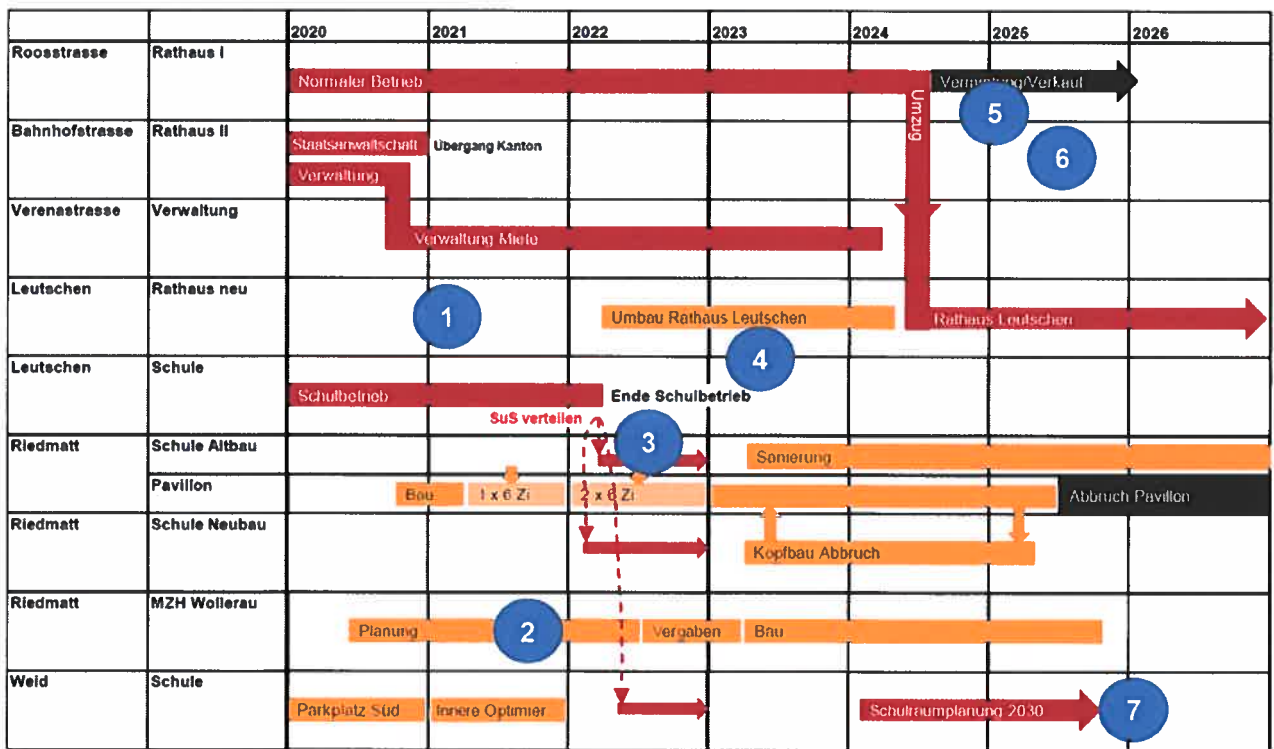 2020 2021 2022 2023 2024 2025 2026
Roosstrasse Rathaus I
Normaler Betrieb
Umzug
Vermietung/Verkauf
5
Bahnhofstrasse Rathaus II
Staatsanwaltschaft Übergang Kanton
6
Verwaltung
Verenastrasse Verwaltung
Verwaltung Miete
Leutschen Rathaus neu
1
Umbau Rathaus Leutschen
Rathaus Leutschen
4
Leutschen Schule
Schulbetrieb
Ende Schulbetrieb
SuS verteilen
3
Riedmatt Schule Altbau
Sanierung
Pavillon
Bau
1 x 6 Zi
2 x 6 Zi
Abbruch Pavillon
Riedmatt Schule Neubau
Kopfbau Abbruch
Riedmatt MZH Wollerau
Planung
2
Vergaben
Bau
Weid Schule
Parkplatz Süd
Innere Optimier
Schulraumplanung 2030
7